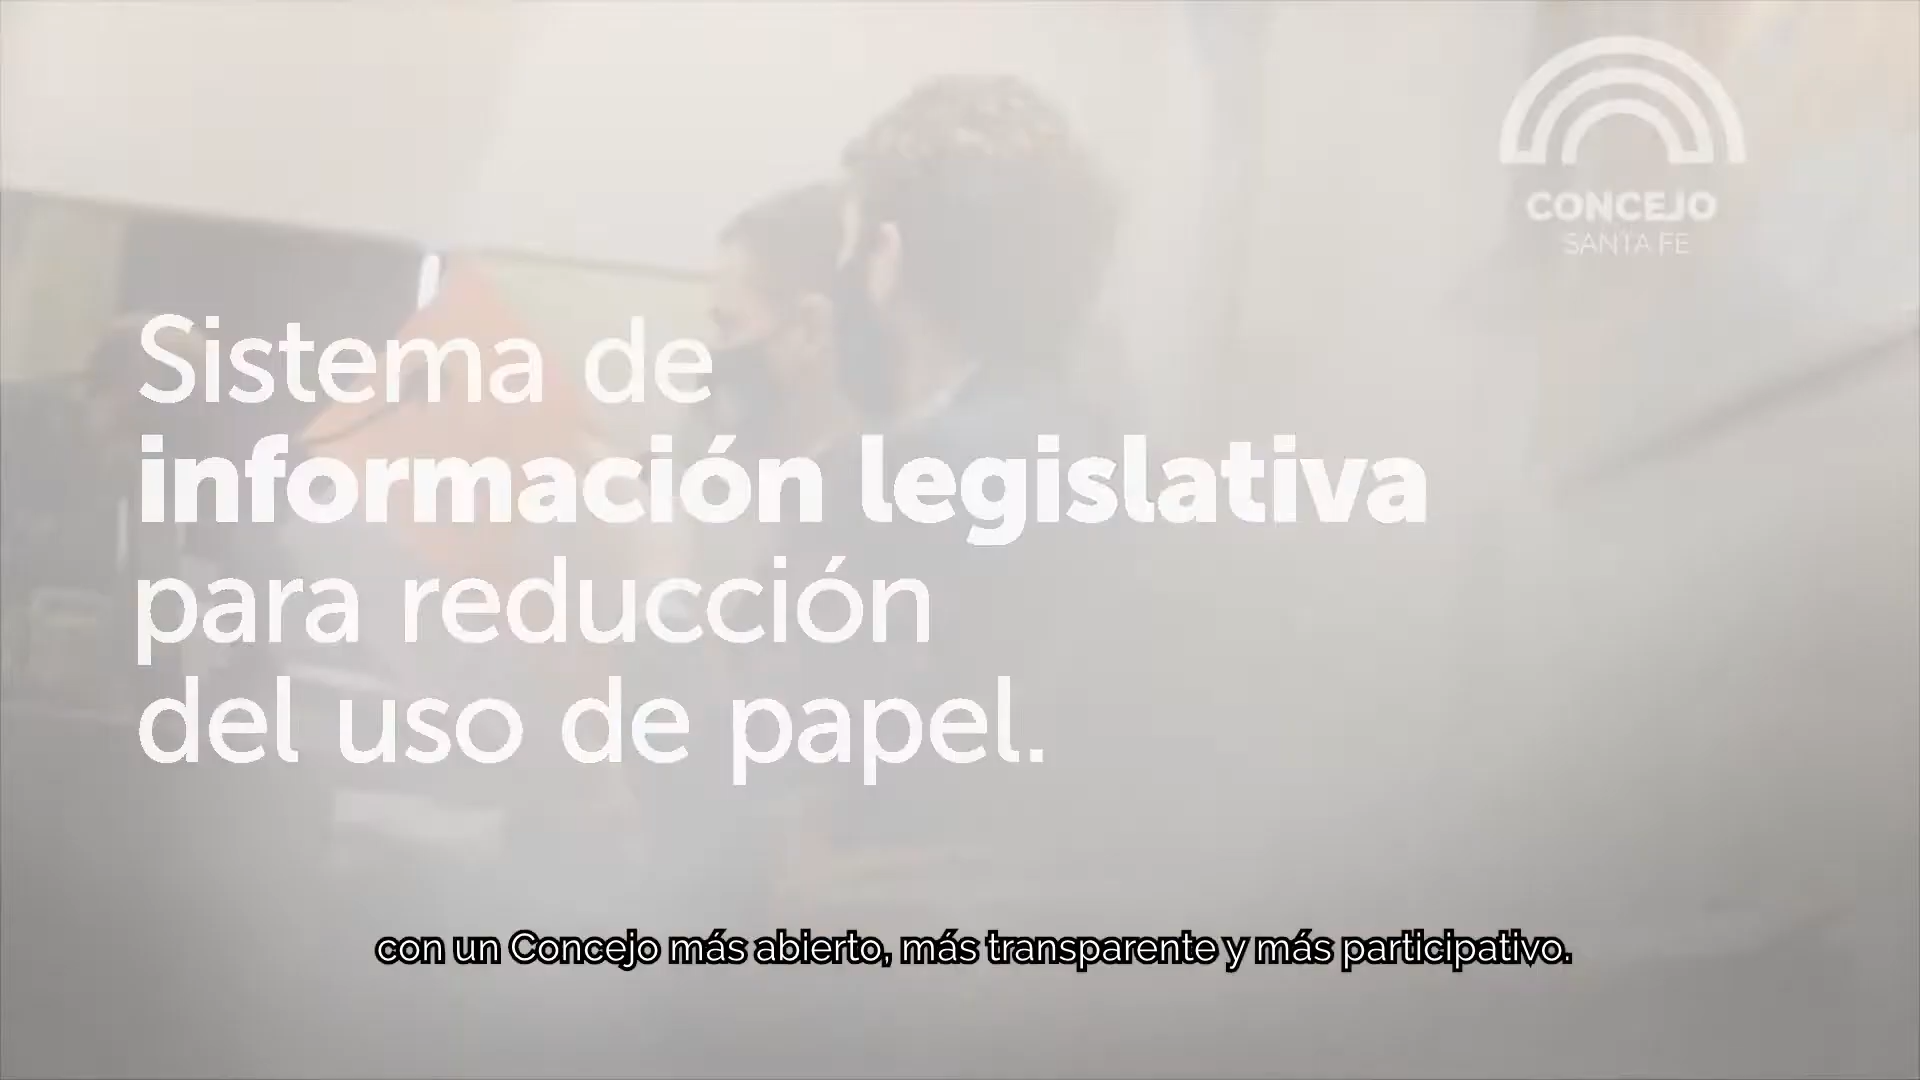 CONCEJO
SANTA FE
Sistema de
información legislativa
para reducción
del uso de papel.
con un Concejo más abierto, más transparente y más participativo.